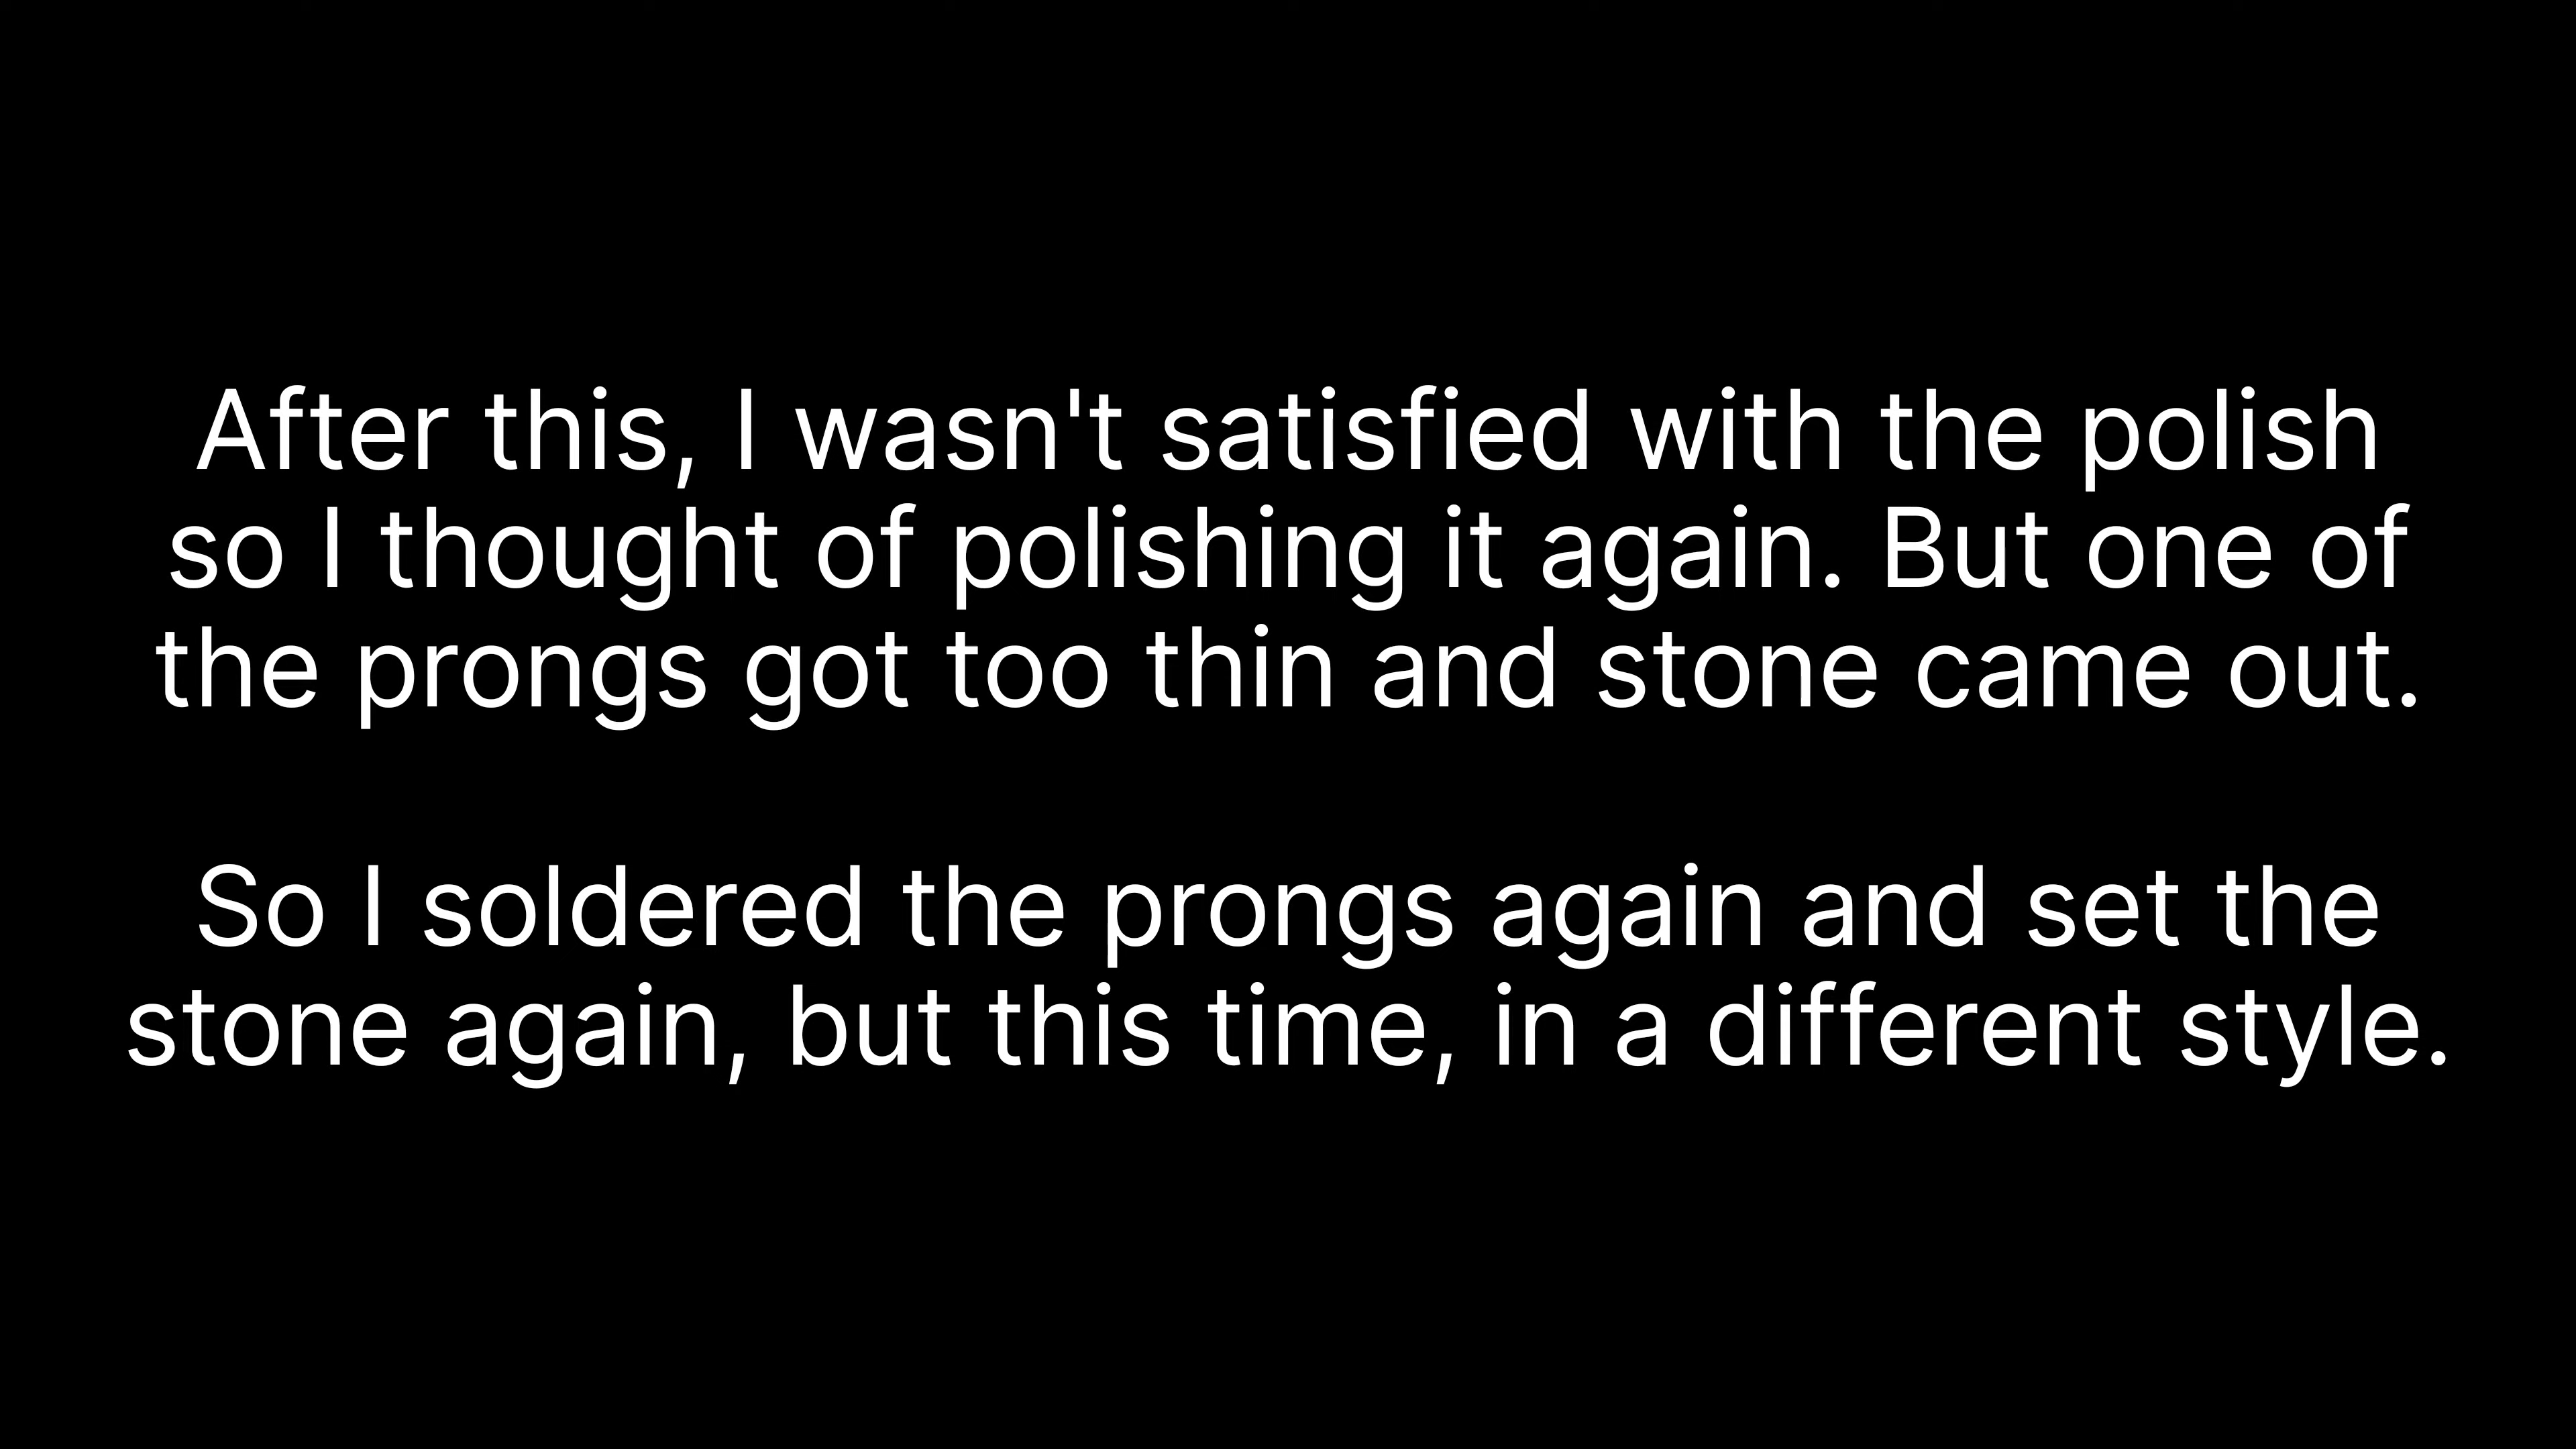 After this, I wasn't satisfied with the polish
so I thought of polishing it again. But one of
the prongs got too thin and stone came out.
So I soldered the prongs again and set the
stone again, but this time, in a different style.